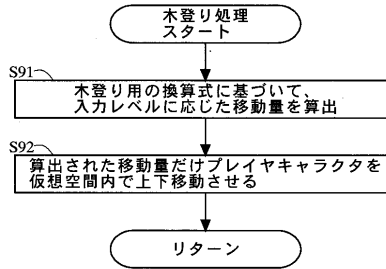 木登り処理
スタート
S91
木登り用の換算式に基づいて、
入力レベルに応じた移動量を算出
S92
算出された移動量だけプレイヤキャラクタを
仮想空間内で上下移動させる
リターン